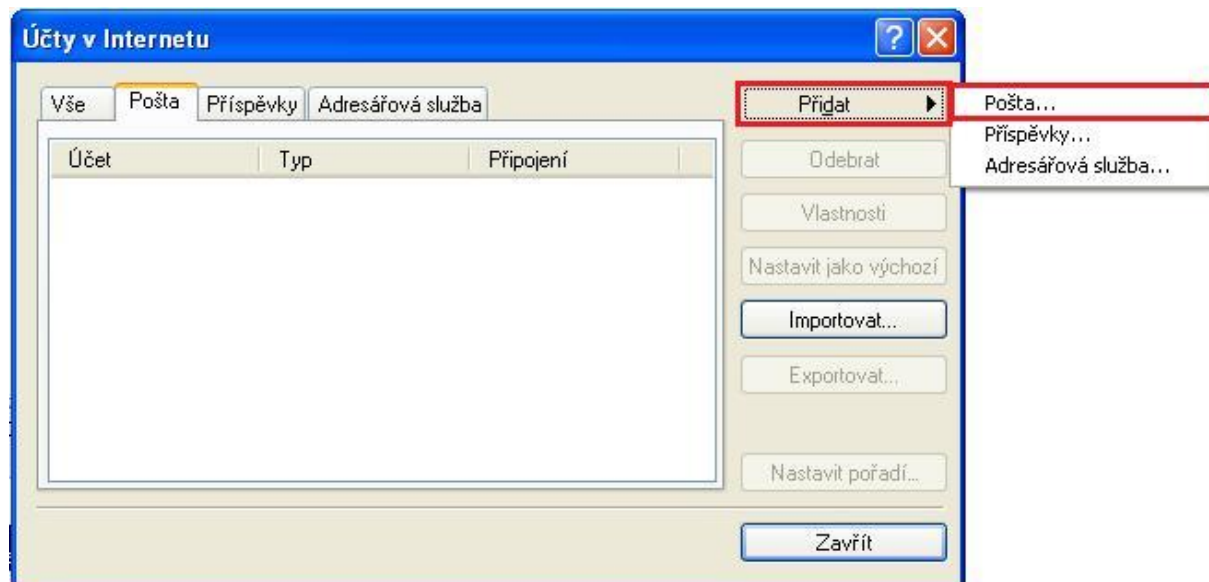 Účty v Internetu
Vše Pošta Příspěvky Adresářová služba
Účet Typ Připojení
Přidat
Pošta...
Příspěvky...
Adresářová služba...
Odebrat
Vlastnosti
Nastavit jako výchozí
Importovat...
Exportovat...
Nastavit pořadí...
Zavřít